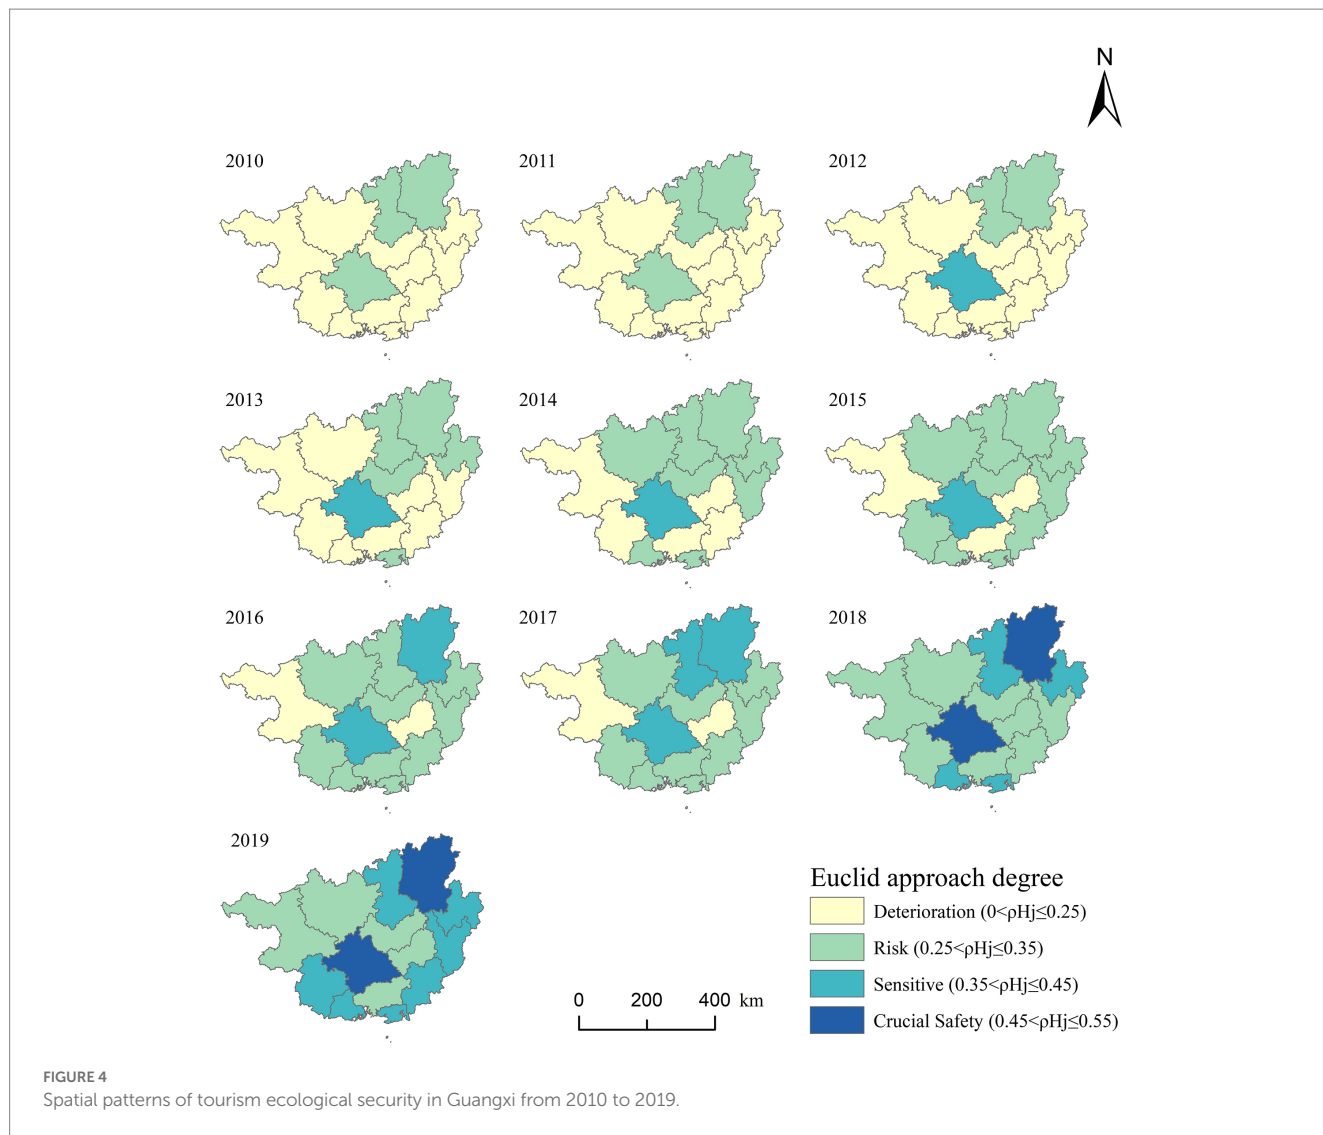 N
2010
2011
2012
2013
2014
2015
2016
2017
2018
2019
Euclid approach degree
Deterioration (0<ρHj≤0.25)
Risk (0.25<ρHj≤0.35)
Sensitive (0.35<ρHj≤0.45)
Crucial Safety (0.45<ρHj≤0.55)
0 200 400 km
FIGURE 4
Spatial patterns of tourism ecological security in Guangxi from 2010 to 2019.